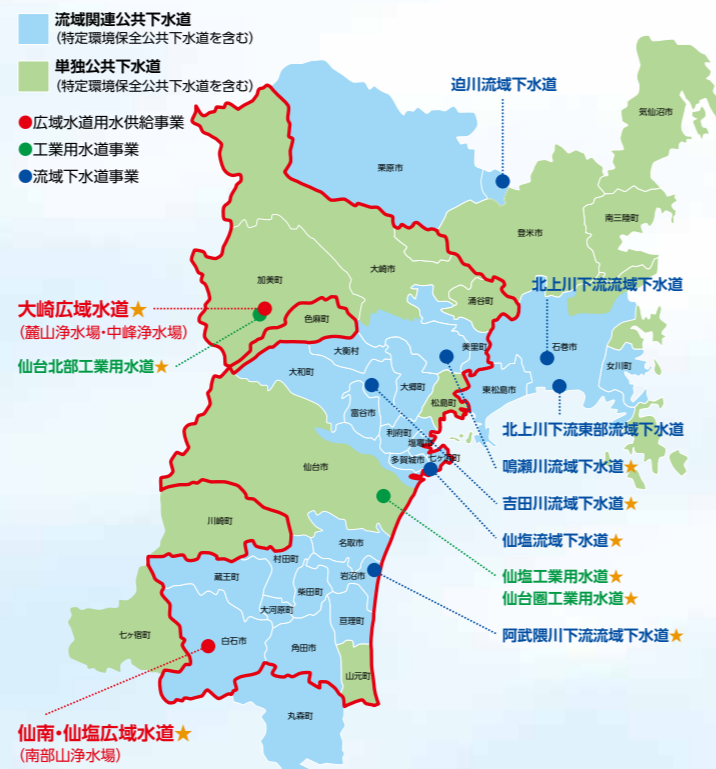 流域関連公共下水道
（特定環境保全公共下水道を含む）
単独公共下水道
（特定環境保全公共下水道を含む）
●広域水道用水供給事業
●工業用水道事業
●流域下水道事業
迫川流域下水道
気仙沼市
栗原市
南三陸町
登米市
大崎市
加美町
涌谷町
北上川下流流域下水道
大崎広域水道★
（麓山浄水場・中峰浄水場）
色麻町
仙台北部工業用水道★
大衡村
美里町
石巻市
女川町
大和町
大郷町
東松島市
松島町
富谷市
北上川下流東部流域下水道
利府町
塩竈市
多賀城市
七ヶ浜町
鳴瀬川流域下水道★
仙台市
吉田川流域下水道★
川崎町
仙塩流域下水道★
名取市
村田町
仙塩工業用水道★
蔵王町
岩沼市
柴田町
仙台圏工業用水道★
大河原町
亘理町
七ヶ宿町
白石市
角田市
阿武隈川下流流域下水道★
山元町
丸森町
仙南・仙塩広域水道★
（南部山浄水場）